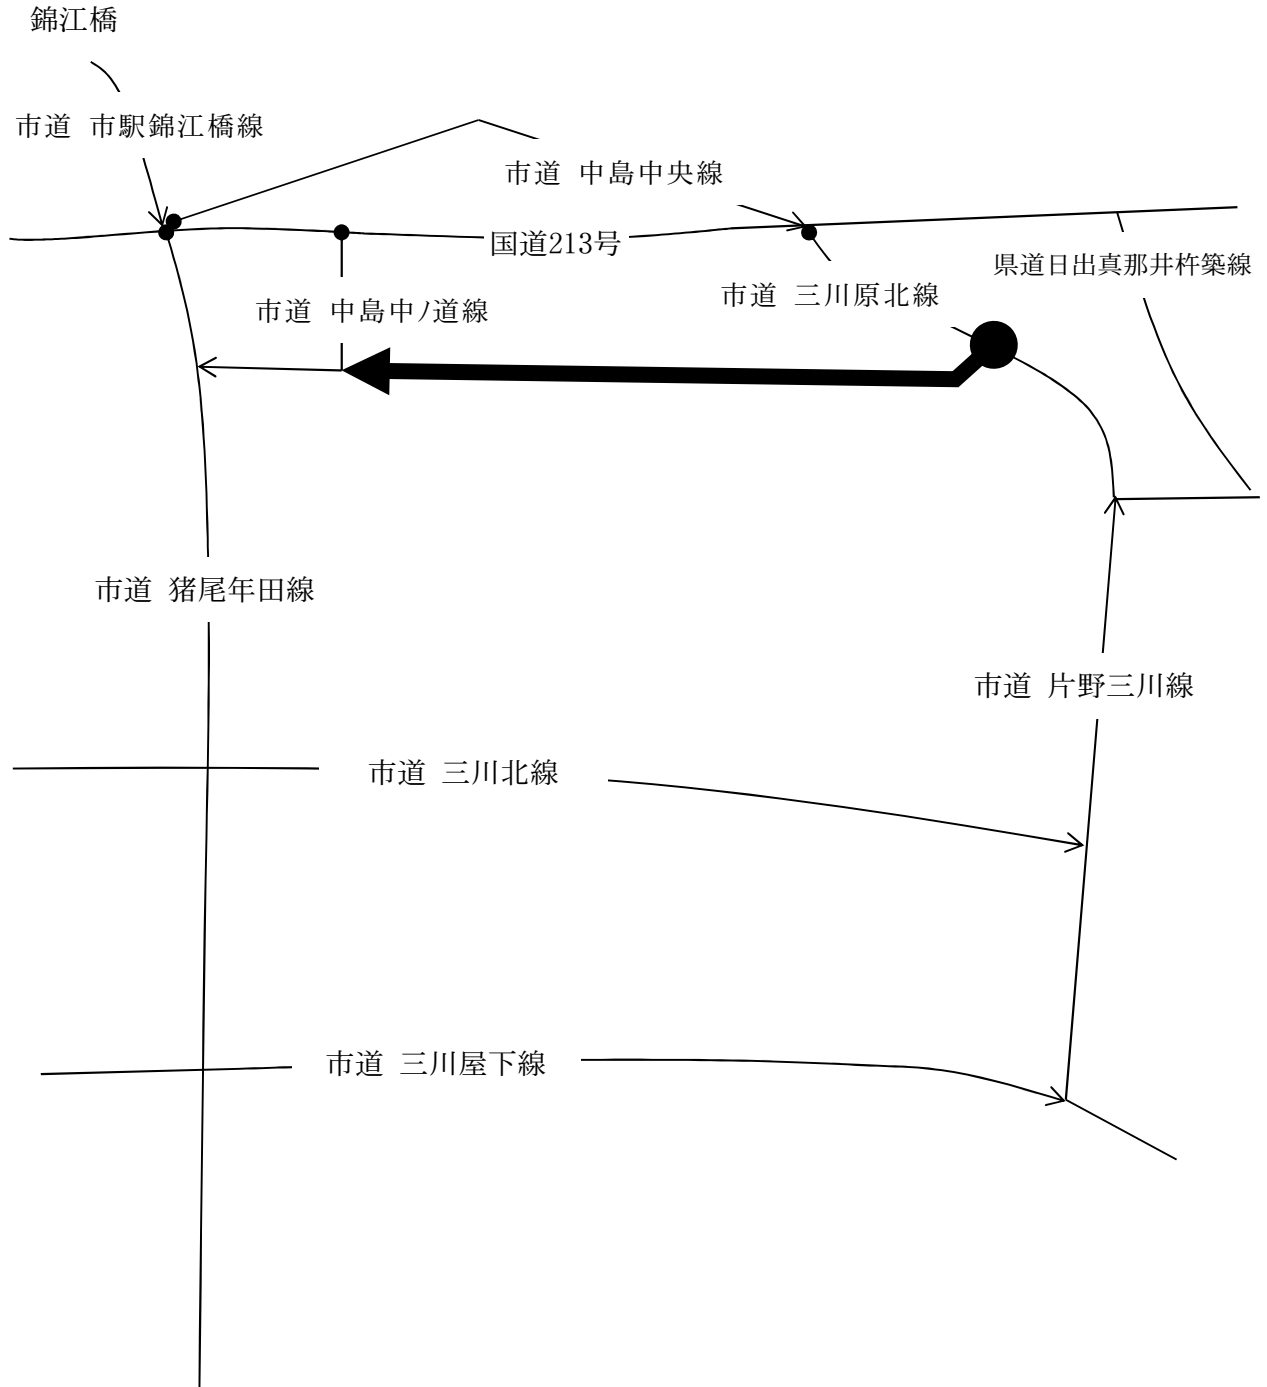 錦江橋
市道 市駅錦江橋線
市道 中島中央線
国道213号
県道日出真那井杵築線
市道 三川原北線
市道 中島中ノ道線
市道 猪尾年田線
市道 片野三川線
市道 三川北線
市道 三川屋下線